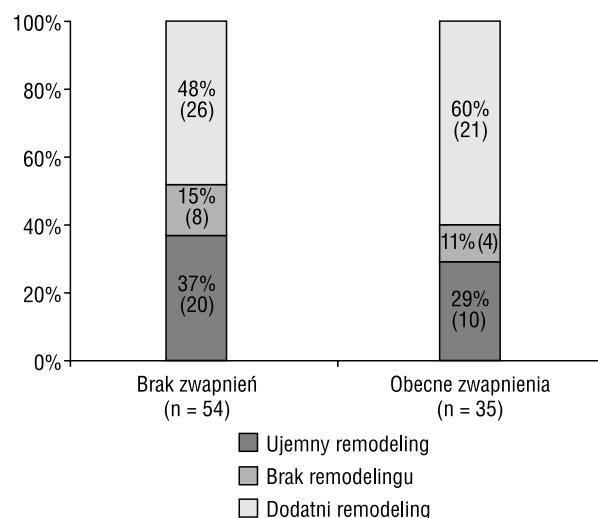 100%
80%
60%
40%
20%
0%
48%
(26)
15%
(8)
37%
(20)
60%
(21)
11% (4)
29%
(10)
Brak zwapnień
(n = 54)
Obecne zwapnienia
(n = 35)
Ujemny remodeling
Brak remodelingu
Dodatni remodeling